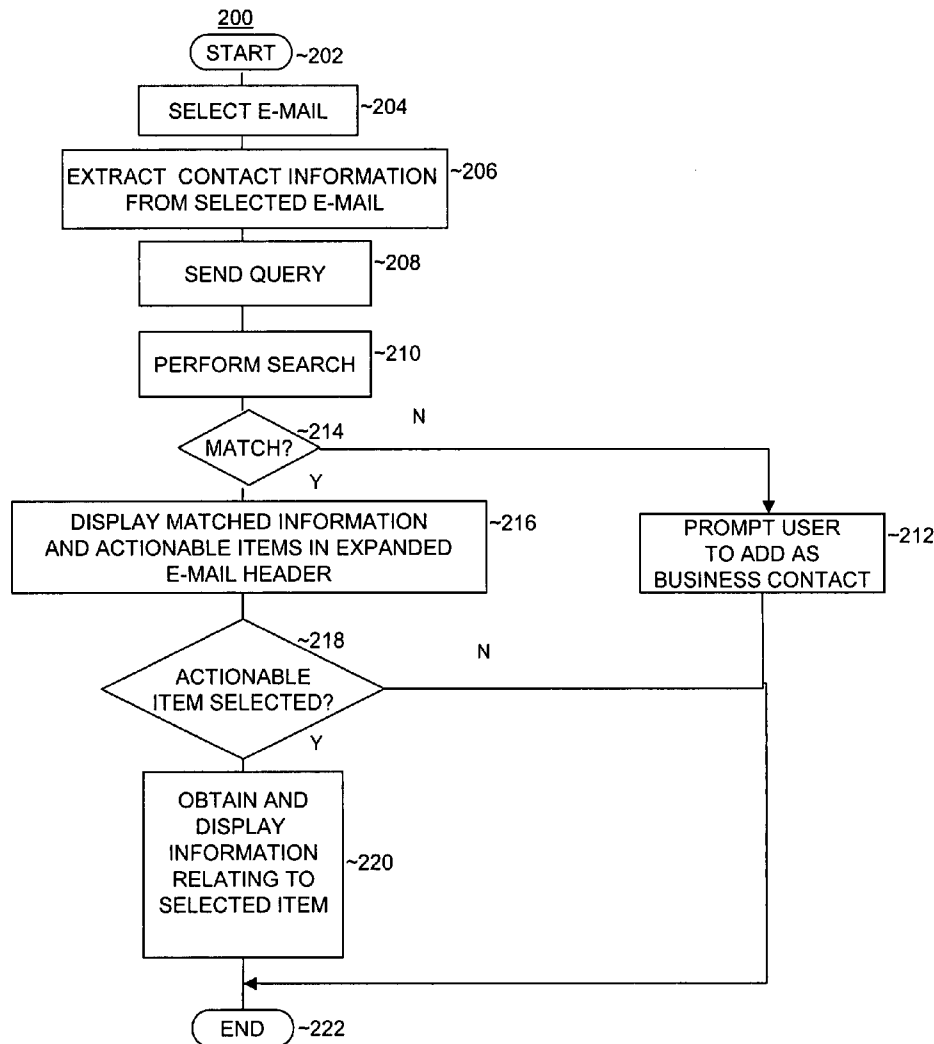 200
START ~202
SELECT E-MAIL ~204
EXTRACT CONTACT INFORMATION ~206
FROM SELECTED E-MAIL
SEND QUERY ~208
PERFORM SEARCH ~210
MATCH? ~214
N
Y
DISPLAY MATCHED INFORMATION
AND ACTIONABLE ITEMS IN EXPANDED
E-MAIL HEADER
~216
PROMPT USER
TO ADD AS
BUSINESS CONTACT
~212
~218
ACTIONABLE
ITEM SELECTED?
N
Y
OBTAIN AND
DISPLAY
INFORMATION
RELATING TO
SELECTED ITEM
~220
END ~222